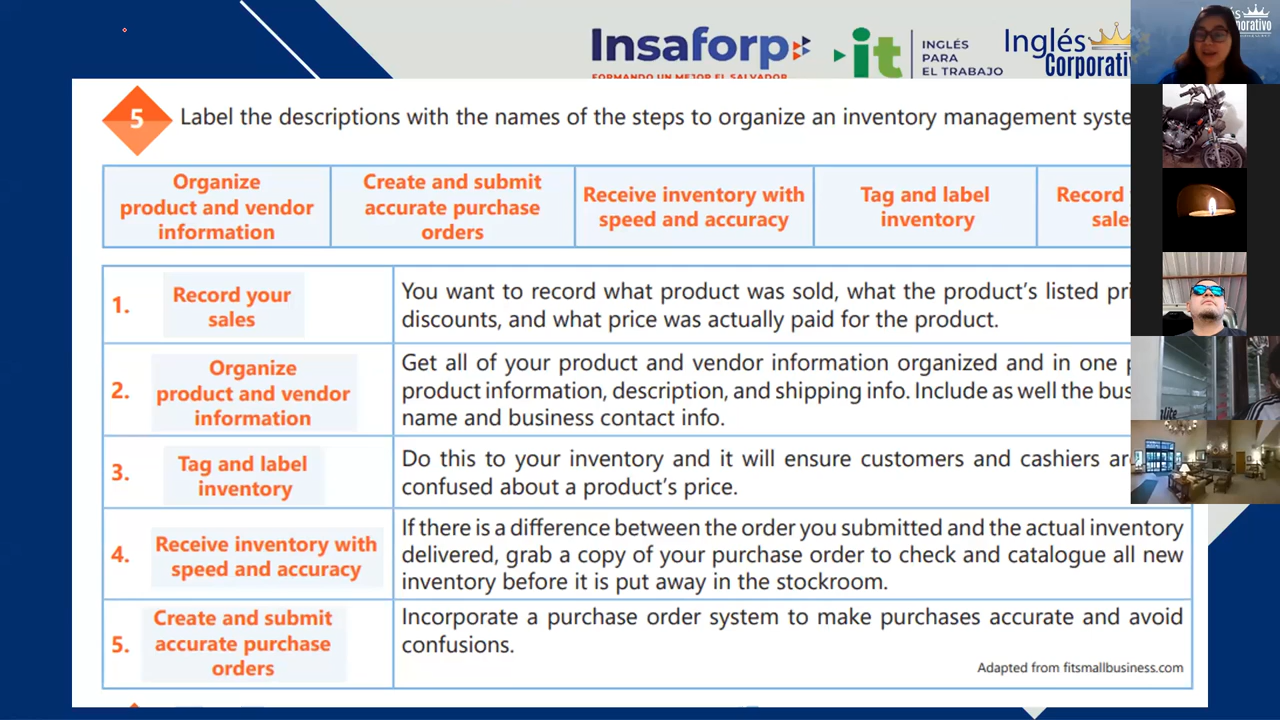 Insaforp
FORMANDO UN MEJOR EL SALVADOR
it
INGLÉS
PARA
EL TRABAJO
Inglés
Corporativ
5
Label the descriptions with the names of the steps to organize an inventory management syste
Organize
product and vendor
information
Create and submit
accurate purchase
orders
Receive inventory with
speed and accuracy
Tag and label
inventory
Record
sale
1.
Record your
sales
You want to record what product was sold, what the product's listed pri
discounts, and what price was actually paid for the product.
2.
Organize
product and vendor
information
Get all of your product and vendor information organized and in one p
product information, description, and shipping info. Include as well the bus
name and business contact info.
3.
Tag and label
inventory
Do this to your inventory and it will ensure customers and cashiers ar
confused about a product's price.
4.
Receive inventory with
speed and accuracy
If there is a difference between the order you submitted and the actual inventory
delivered, grab a copy of your purchase order to check and catalogue all new
inventory before it is put away in the stockroom.
5.
Create and submit
accurate purchase
orders
Incorporate a purchase order system to make purchases accurate and avoid
confusions.
Adapted from fitsmallbusiness.com